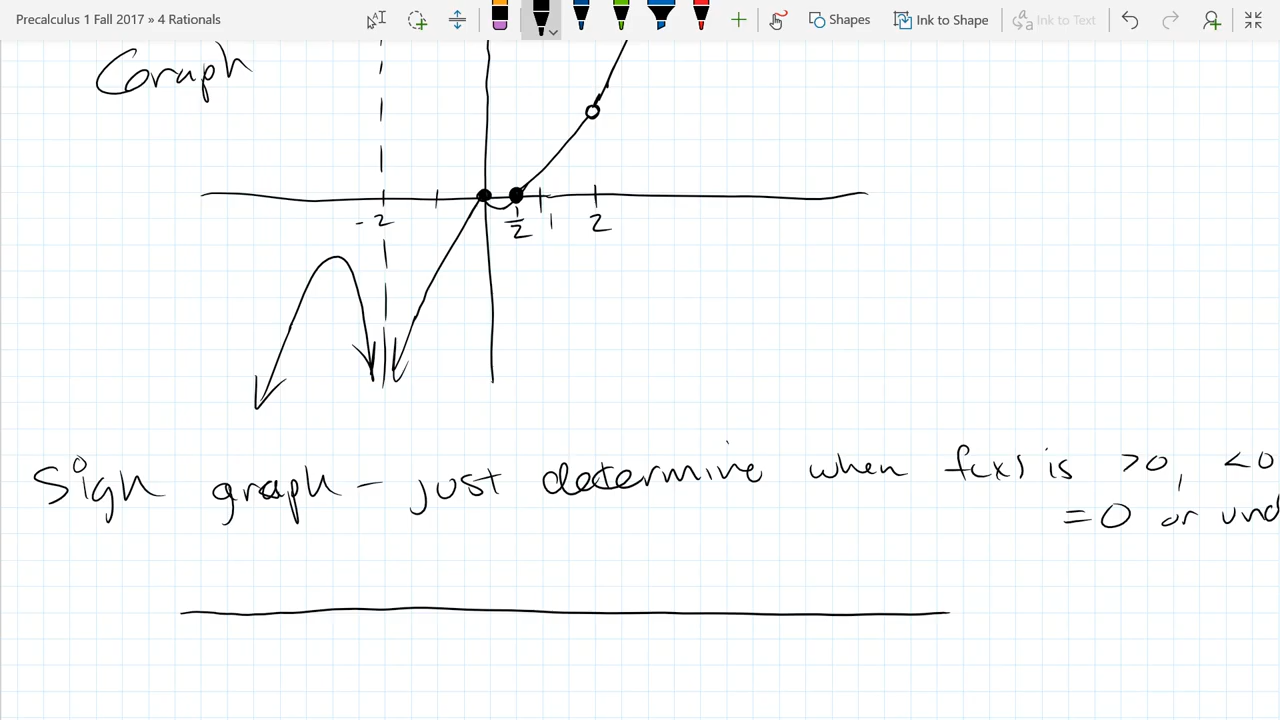 Precalculus 1 Fall 2017 » 4 Rationals
Shapes
Ink to Shape
Ink to Text
Graph
-2
1/2
1
2
Sign graph - just determine when f(x) is >0, <0
=0 or und